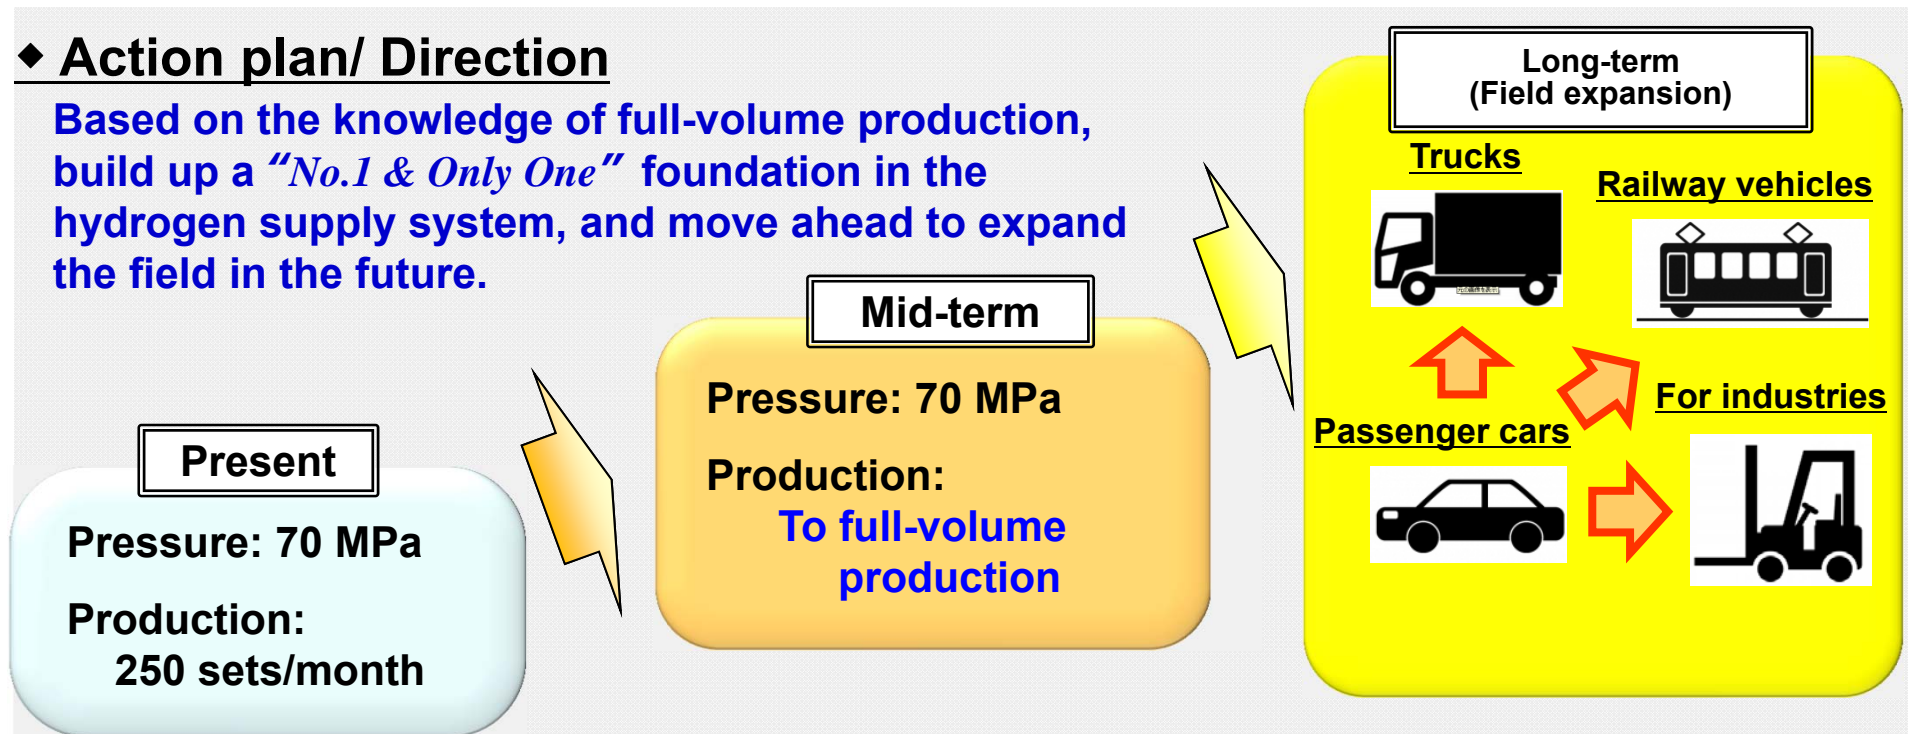 ◆ Action plan/ Direction
Based on the knowledge of full-volume production,
build up a “No.1 & Only One” foundation in the
hydrogen supply system, and move ahead to expand
the field in the future.
Present
Pressure: 70 MPa
Production:
250 sets/month
Mid-term
Pressure: 70 MPa
Production:
To full-volume
production
Long-term
(Field expansion)
Trucks
Railway vehicles
Passenger cars
For industries